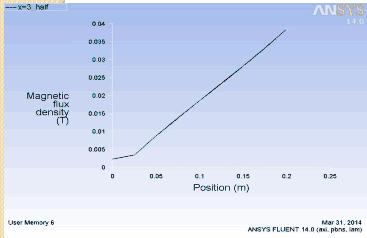 x=3_half
ANSYS
14.0
0.04
0.035
0.03
0.025
0.02
0.015
0.01
0.005
0
Magnetic
flux
density
(T)
0 0.05 0.1 0.15 0.2 0.25
Position (m)
User Memory 6
Mar 31, 2014
ANSYS FLUENT 14.0 (axi, pbns, lam)